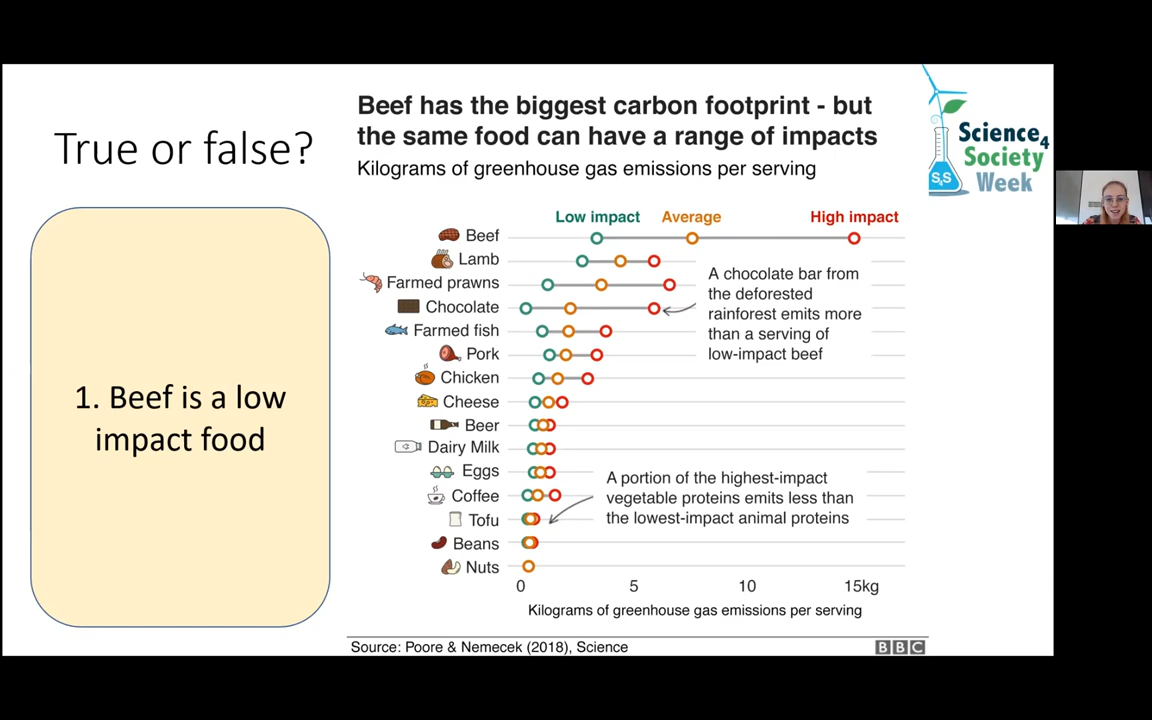 True or false?
1. Beef is a low
impact food
Beef has the biggest carbon footprint - but
the same food can have a range of impacts
Kilograms of greenhouse gas emissions per serving
Low impact Average High impact
Beef
Lamb
Farmed prawns
Chocolate
Farmed fish
Pork
Chicken
Cheese
Beer
Dairy Milk
Eggs
Coffee
Tofu
Beans
Nuts
A chocolate bar from
the deforested
rainforest emits more
than a serving of
low-impact beef
A portion of the highest-impact
vegetable proteins emits less than
the lowest-impact animal proteins
0 5 10 15kg
Kilograms of greenhouse gas emissions per serving
Source: Poore & Nemecek (2018), Science
BBC
Science4
Society
Week
S4S